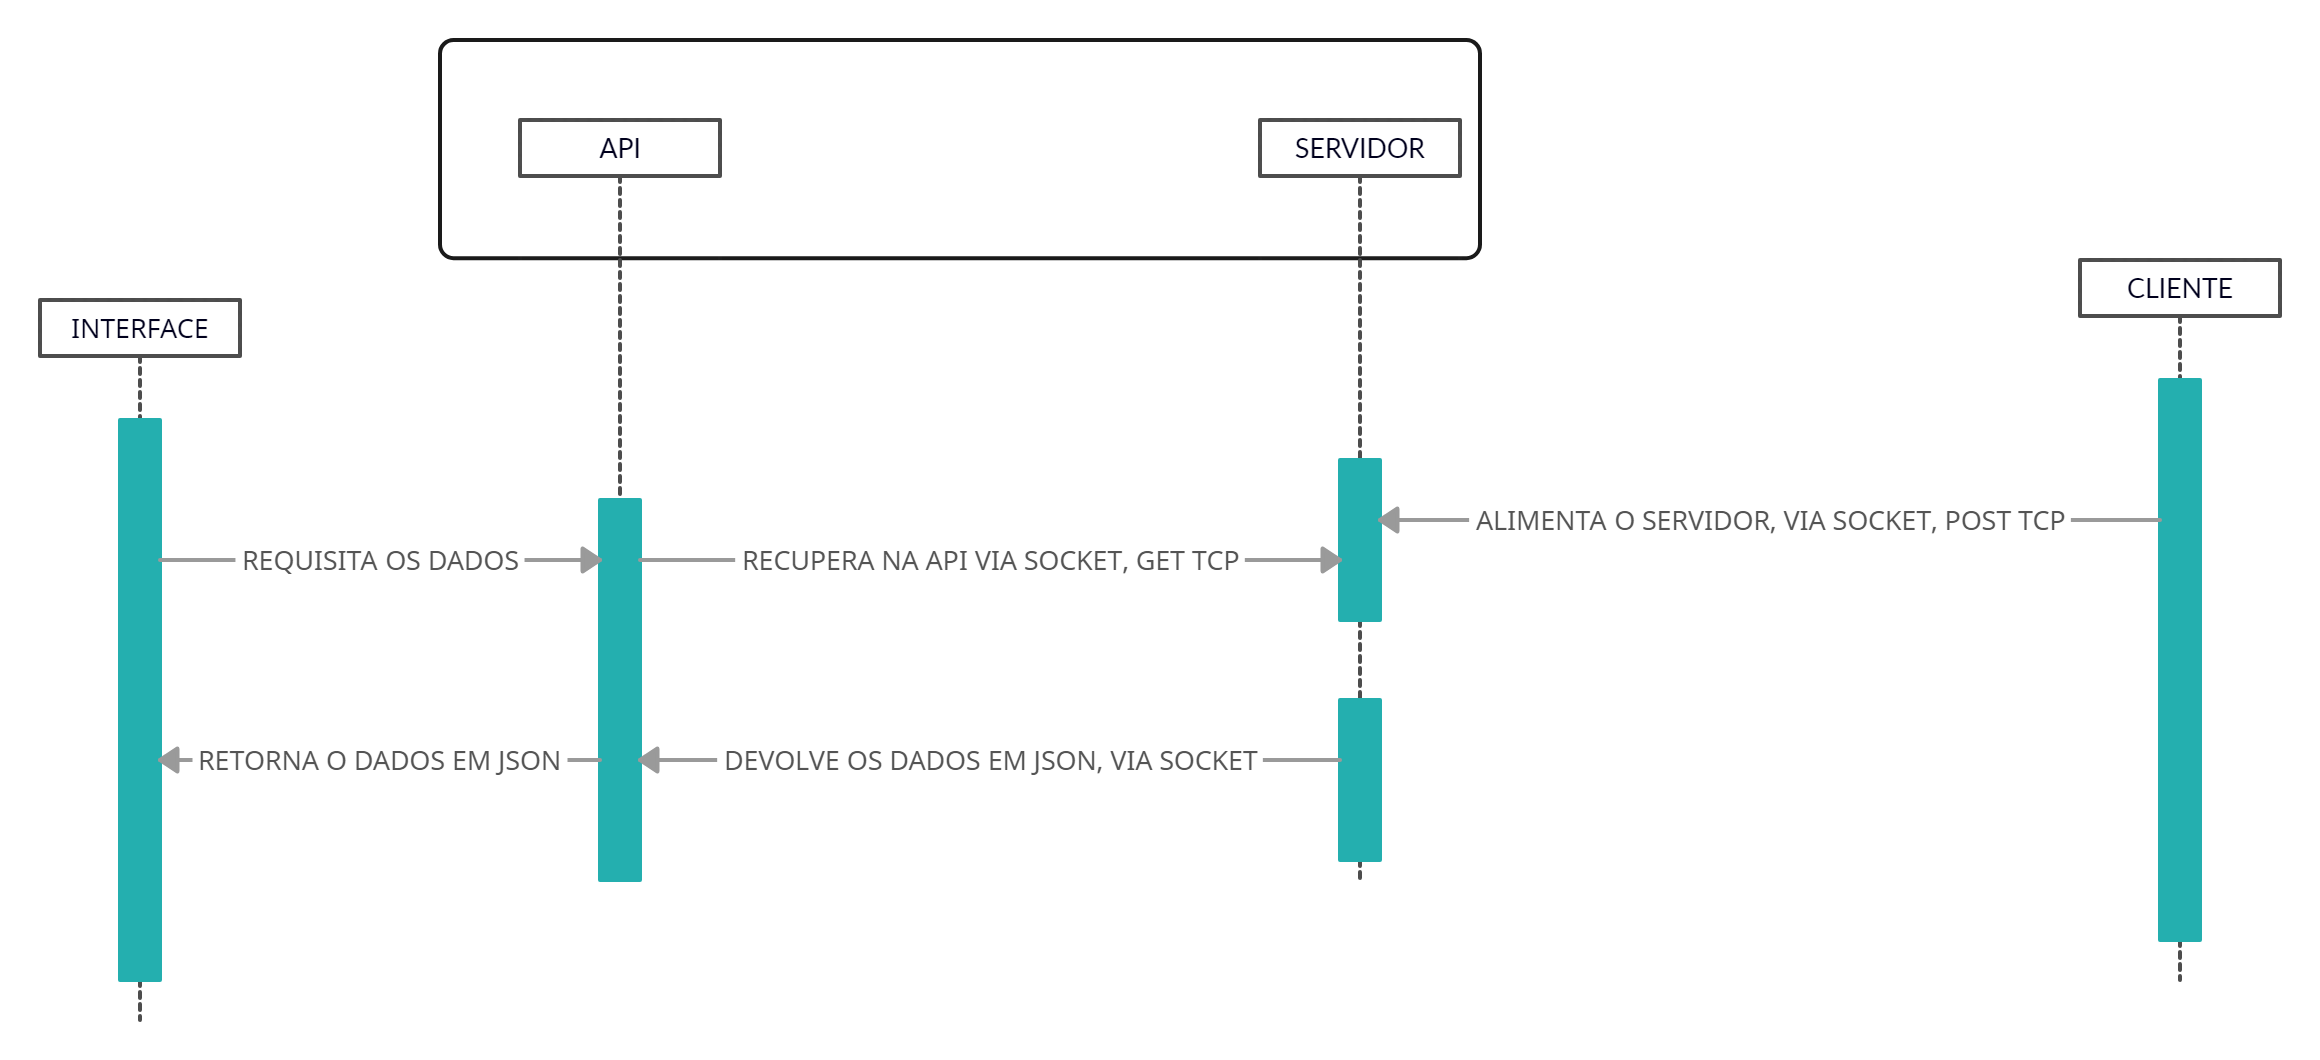 API
SERVIDOR
CLIENTE
INTERFACE
ALIMENTA O SERVIDOR, VIA SOCKET, POST TCP
REQUISITA OS DADOS
RECUPERA NA API VIA SOCKET, GET TCP
RETORNA O DADOS EM JSON
DEVOLVE OS DADOS EM JSON, VIA SOCKET